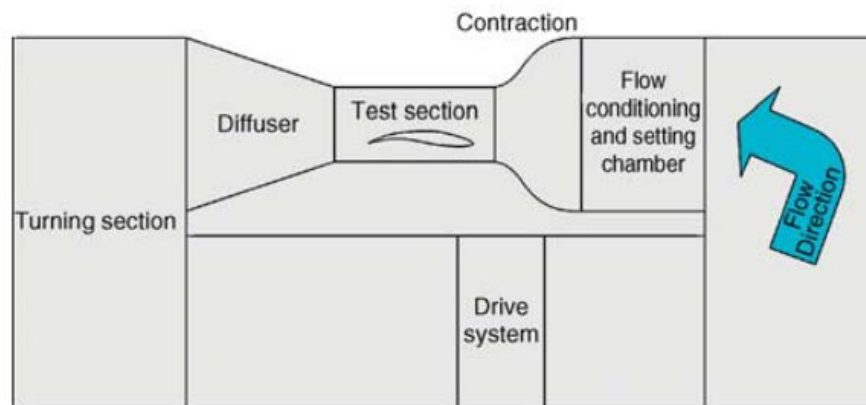 Contraction
Diffuser
Test section
Flow
conditioning
and setting
chamber
Turning section
Flow
Direction
Drive
system